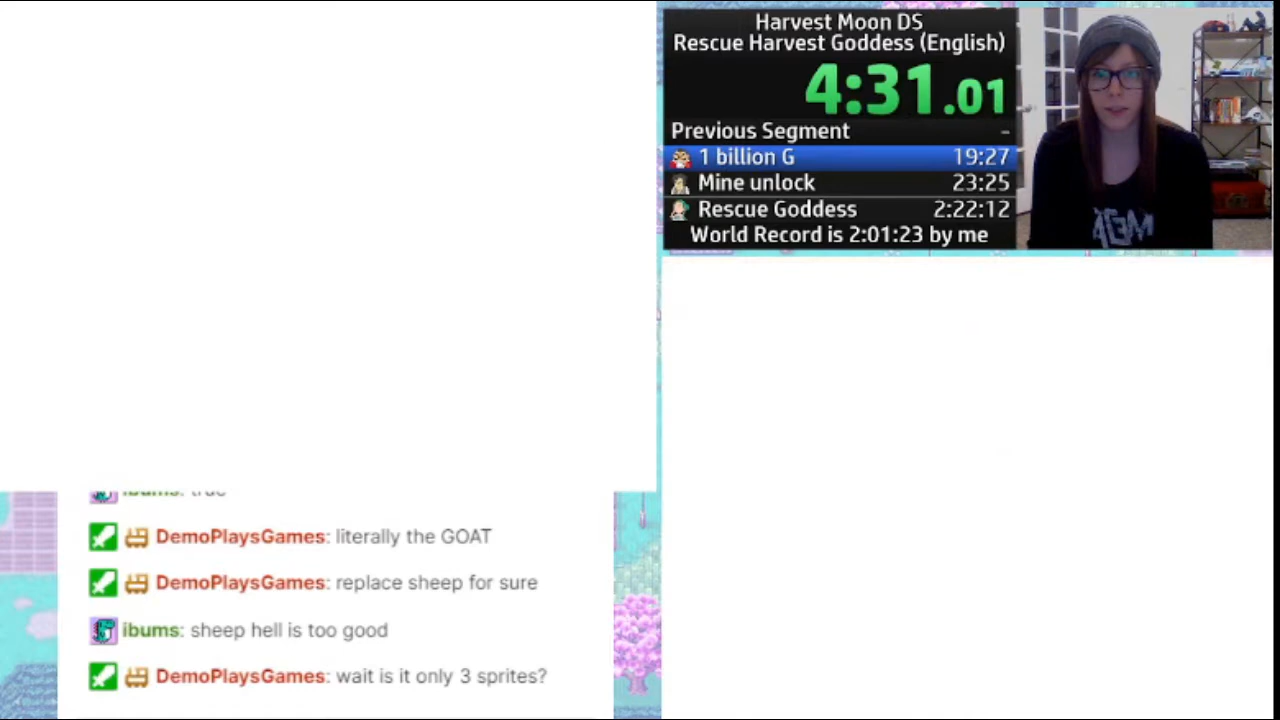 Harvest Moon DS
Rescue Harvest Goddess (English)
4:31.01
Previous Segment -
1 billion G 19:27
Mine unlock 23:25
Rescue Goddess 2:22:12
World Record is 2:01:23 by me
ibums: true
DemoPlaysGames: literally the GOAT
DemoPlaysGames: replace sheep for sure
ibums: sheep hell is too good
DemoPlaysGames: wait is it only 3 sprites?